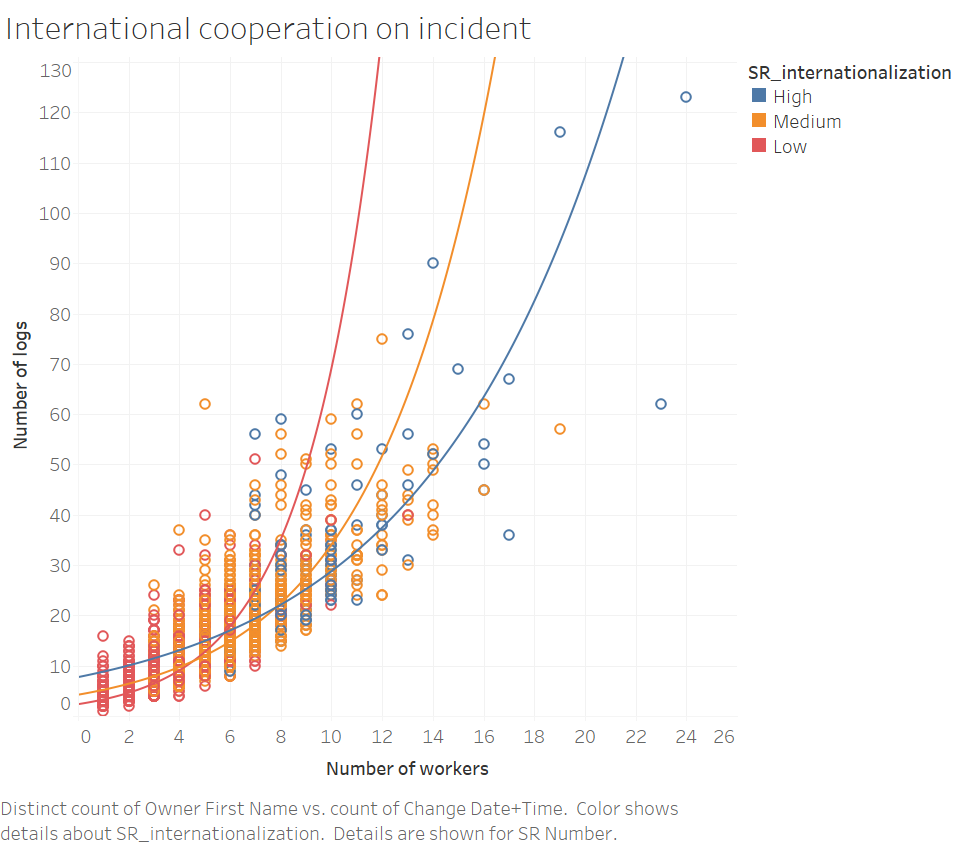 International cooperation on incident
SR_internationalization
High
Medium
Low
130
120
110
100
90
80
70
60
50
40
30
20
10
0
Number of logs
0 2 4 6 8 10 12 14 16 18 20 22 24 26
Number of workers
Distinct count of Owner First Name vs. count of Change Date+Time. Color shows
details about SR_internationalization. Details are shown for SR Number.